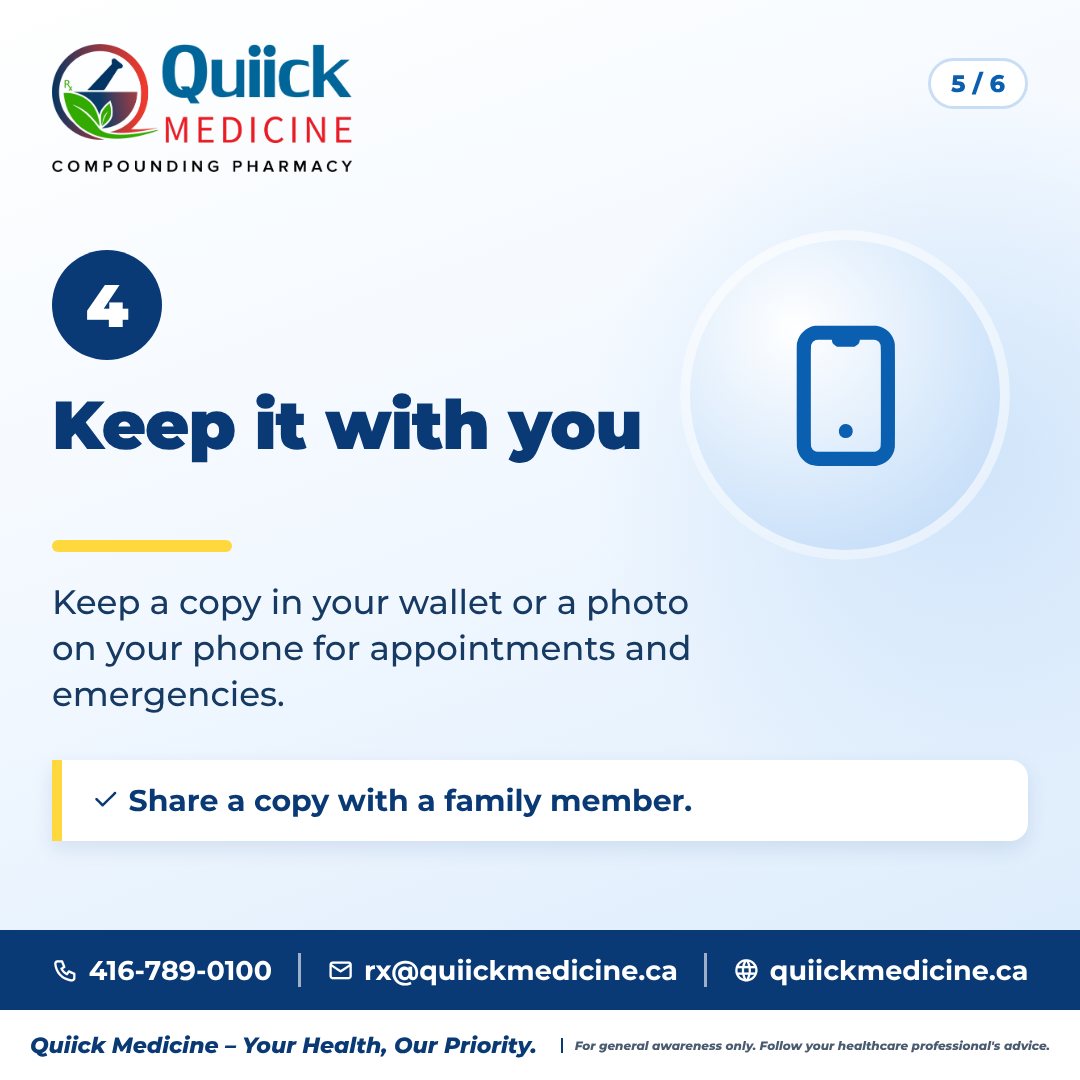 Quiick
MEDICINE
COMPOUNDING PHARMACY
5 / 6
4
Keep it with you
Keep a copy in your wallet or a photo
on your phone for appointments and
emergencies.
Share a copy with a family member.
416-789-0100
rx@quiickmedicine.ca
quiickmedicine.ca
Quiick Medicine – Your Health, Our Priority.
For general awareness only. Follow your healthcare professional's advice.